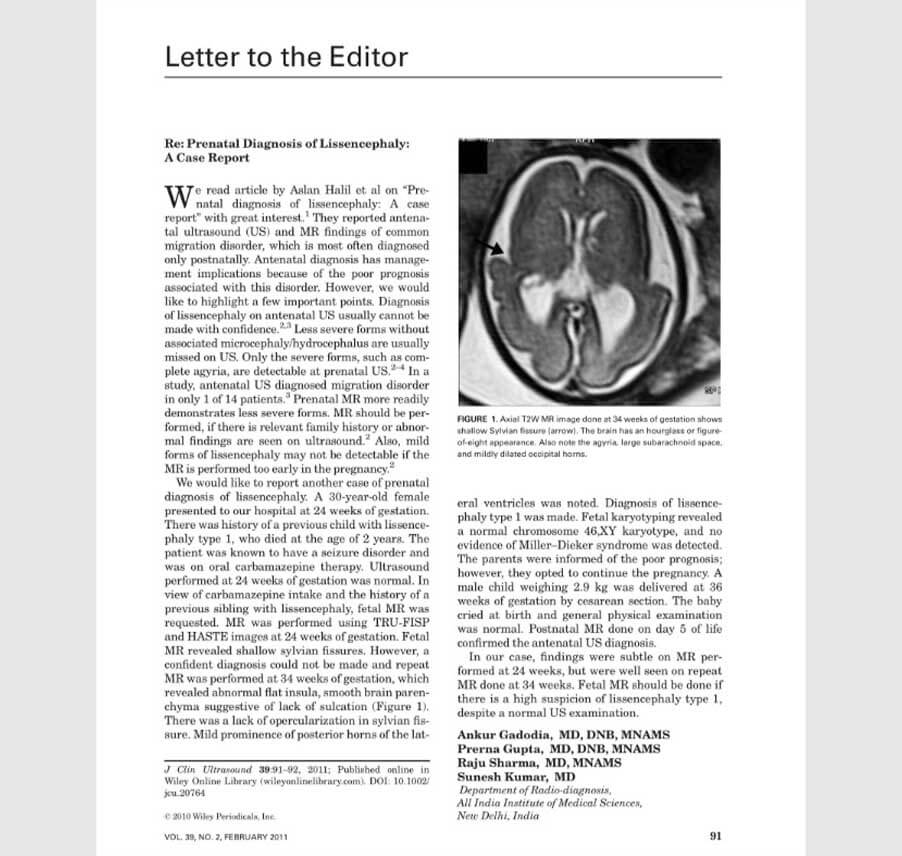 Letter to the Editor
Re: Prenatal Diagnosis of Lissencephaly:
A Case Report
We read article by Aslan Halil et al on “Pre-
natal diagnosis of lissencephaly: A case
report” with great interest.1 They reported antena-
tal ultrasound (US) and MR findings of common
migration disorder, which is most often diagnosed
only postnatally. Antenatal diagnosis has manage-
ment implications because of the poor prognosis
associated with this disorder. However, we would
like to highlight a few important points. Diagnosis
of lissencephaly on antenatal US usually cannot be
made with confidence.2,3 Less severe forms without
associated microcephaly/hydrocephalus are usually
missed on US. Only the severe forms, such as com-
plete agyria, are detectable at prenatal US.2–4 In a
study, antenatal US diagnosed migration disorder
in only 1 of 14 patients.3 Prenatal MR more readily
demonstrates less severe forms. MR should be per-
formed, if there is relevant family history or abnor-
mal findings are seen on ultrasound.2 Also, mild
forms of lissencephaly may not be detectable if the
MR is performed too early in the pregnancy.2
We would like to report another case of prenatal
diagnosis of lissencephaly. A 30-year-old female
presented to our hospital at 24 weeks of gestation.
There was history of a previous child with lissence-
phaly type 1, who died at the age of 2 years. The
patient was known to have a seizure disorder and
was on oral carbamazepine therapy. Ultrasound
performed at 24 weeks of gestation was normal. In
view of carbamazepine intake and the history of a
previous sibling with lissencephaly, fetal MR was
requested. MR was performed using TRU-FISP
and HASTE images at 24 weeks of gestation. Fetal
MR revealed shallow sylvian fissures. However, a
confident diagnosis could not be made and repeat
MR was performed at 34 weeks of gestation, which
revealed abnormal flat insula, smooth brain paren-
chyma suggestive of lack of sulcation (Figure 1).
There was a lack of opercularization in sylvian fis-
sure. Mild prominence of posterior horns of the lat-
J Clin Ultrasound 39:91–92, 2011; Published online in
Wiley Online Library (wileyonlinelibrary.com). DOI: 10.1002/
jcu.20764
© 2010 Wiley Periodicals, Inc.
VOL. 39, NO. 2, FEBRUARY 2011
FIGURE 1. Axial T2W MR image done at 34 weeks of gestation shows
shallow Sylvian fissure (arrow). The brain has an hourglass or figure-
of-eight appearance. Also note the agyria, large subarachnoid space,
and mildly dilated occipital horns.
eral ventricles was noted. Diagnosis of lissence-
phaly type 1 was made. Fetal karyotyping revealed
a normal chromosome 46,XY karyotype, and no
evidence of Miller–Dieker syndrome was detected.
The parents were informed of the poor prognosis;
however, they opted to continue the pregnancy. A
male child weighing 2.9 kg was delivered at 36
weeks of gestation by cesarean section. The baby
cried at birth and general physical examination
was normal. Postnatal MR done on day 5 of life
confirmed the antenatal US diagnosis.
In our case, findings were subtle on MR per-
formed at 24 weeks, but were well seen on repeat
MR done at 34 weeks. Fetal MR should be done if
there is a high suspicion of lissencephaly type 1,
despite a normal US examination.
Ankur Gadodia, MD, DNB, MNAMS
Prerna Gupta, MD, DNB, MNAMS
Raju Sharma, MD, MNAMS
Sunesh Kumar, MD
Department of Radio-diagnosis,
All India Institute of Medical Sciences,
New Delhi, India
91